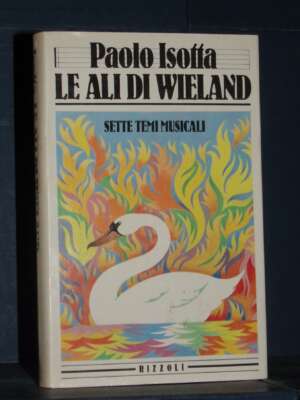 Paolo Isotta
LE ALI DI WIELAND
SETTE TEMI MUSICALI
RIZZOLI